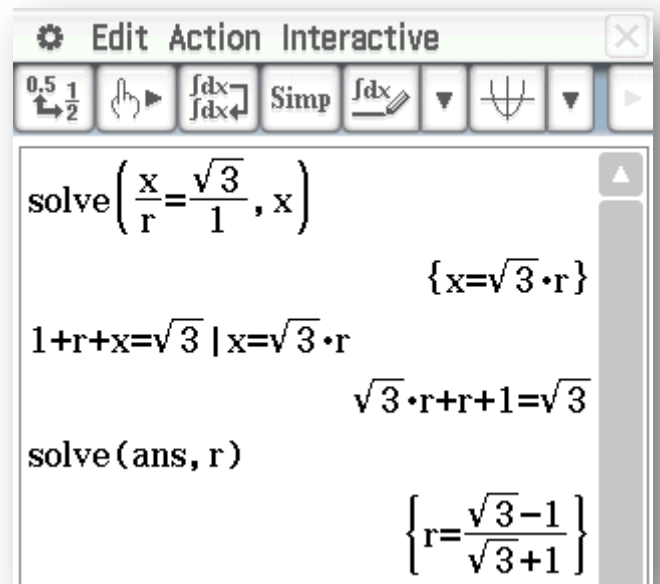 Edit Action Interactive
0.5 1/2 ∫dx ∫dx Simp ∫dx
solve(x/r=√3/1, x)
{x=√3·r}
1+r+x=√3|x=√3·r
√3·r+r+1=√3
solve(ans, r)
{r=(√3-1)/(√3+1)}